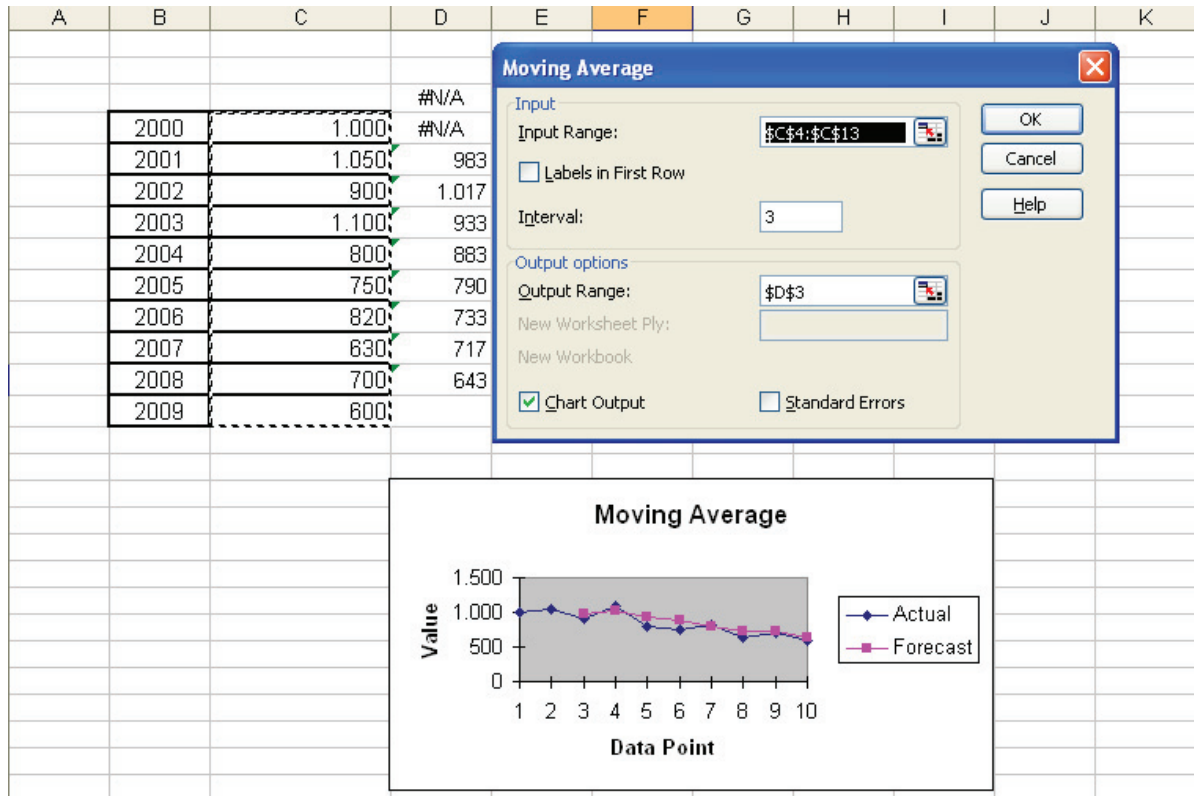 A B C D E F G H I J K
#N/A
2000 1.000 #N/A
2001 1.050 983
2002 900 1.017
2003 1.100 933
2004 800 883
2005 750 790
2006 820 733
2007 630 717
2008 700 643
2009 600
Moving Average
Input
Input Range: $C$4:$C$13
Labels in First Row
Interval: 3
Output options
Output Range: $D$3
New Worksheet Ply:
New Workbook
Chart Output Standard Errors
OK
Cancel
Help
Moving Average
Value
1.500
1.000
500
0
1 2 3 4 5 6 7 8 9 10
Data Point
Actual
Forecast